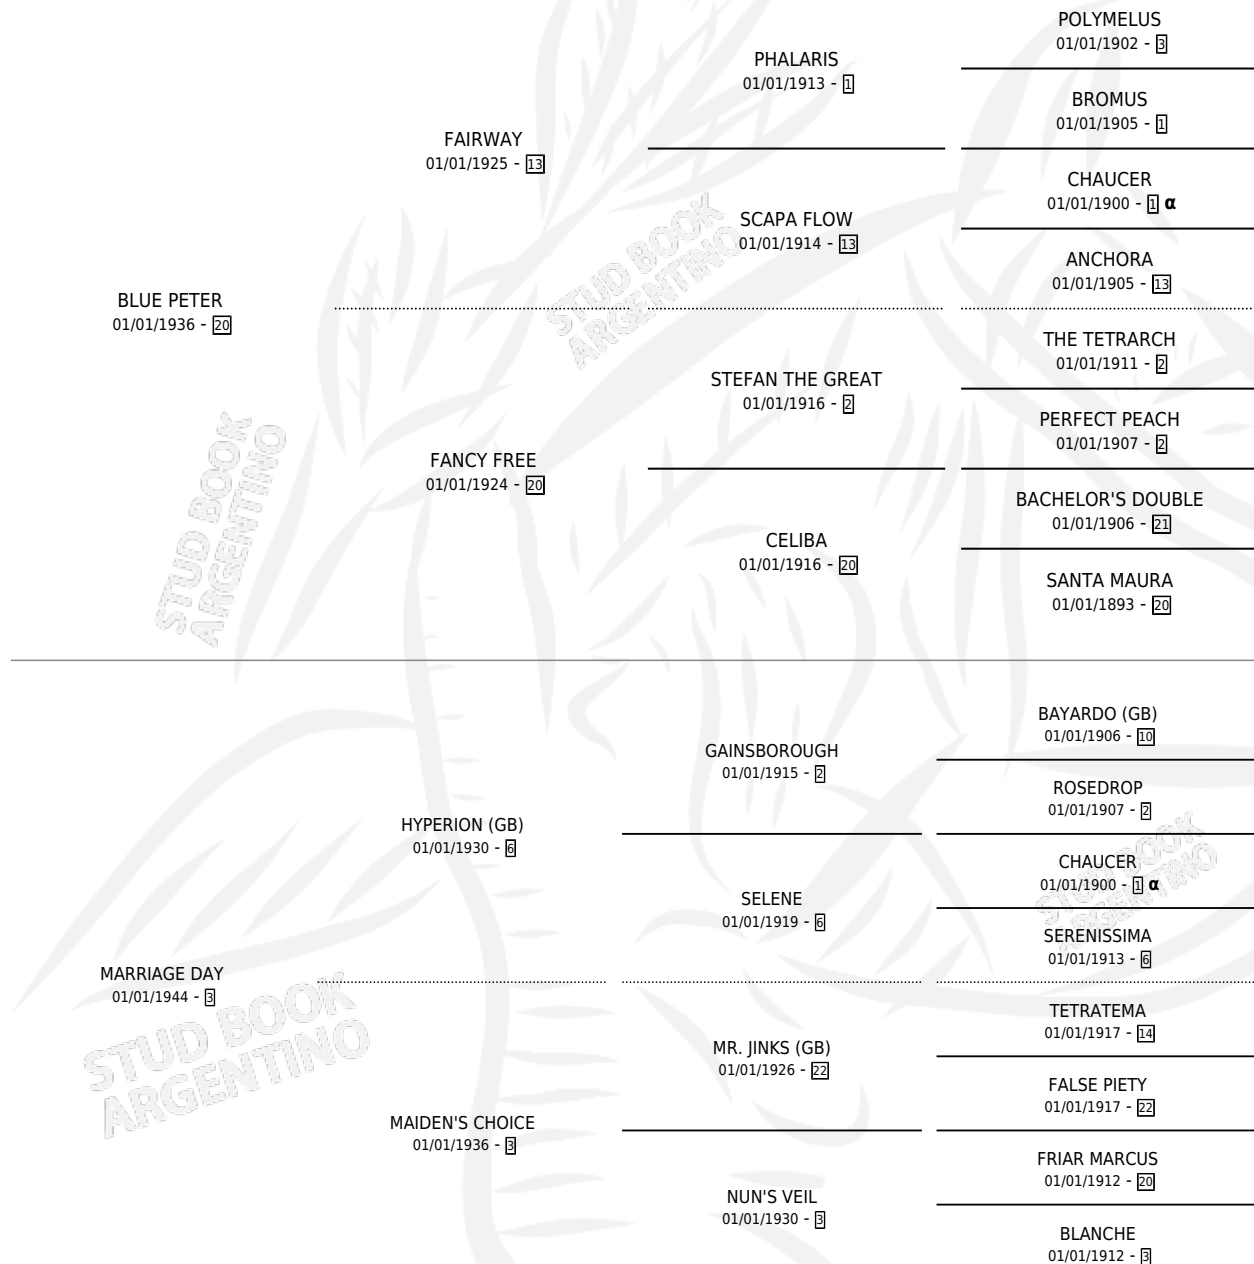 POLYMELUS
01/01/1902 - 3
PHALARIS
01/01/1913 - 1
BROMUS
01/01/1905 - 1
FAIRWAY
01/01/1925 - 13
CHAUCER
01/01/1900 - 1 α
SCAPA FLOW
01/01/1914 - 13
ANCHORA
01/01/1905 - 13
BLUE PETER
01/01/1936 - 20
THE TETRARCH
01/01/1911 - 2
STEFAN THE GREAT
01/01/1916 - 2
PERFECT PEACH
01/01/1907 - 2
FANCY FREE
01/01/1924 - 20
BACHELOR'S DOUBLE
01/01/1906 - 21
CELIBA
01/01/1916 - 20
SANTA MAURA
01/01/1893 - 20
BAYARDO (GB)
01/01/1906 - 10
GAINSBOROUGH
01/01/1915 - 2
ROSEDROP
01/01/1907 - 2
HYPERION (GB)
01/01/1930 - 6
CHAUCER
01/01/1900 - 1 α
SELENE
01/01/1919 - 6
SERENISSIMA
01/01/1913 - 6
MARRIAGE DAY
01/01/1944 - 3
TETRATEMA
01/01/1917 - 14
MR. JINKS (GB)
01/01/1926 - 22
FALSE PIETY
01/01/1917 - 22
MAIDEN'S CHOICE
01/01/1936 - 3
FRIAR MARCUS
01/01/1912 - 20
NUN'S VEIL
01/01/1930 - 3
BLANCHE
01/01/1912 - 3
STUD BOOK
ARGENTINO
STUD BOOK
ARGENTINO
STUD BOOK
ARGENTINO
STUD BOOK
ARGENTINO